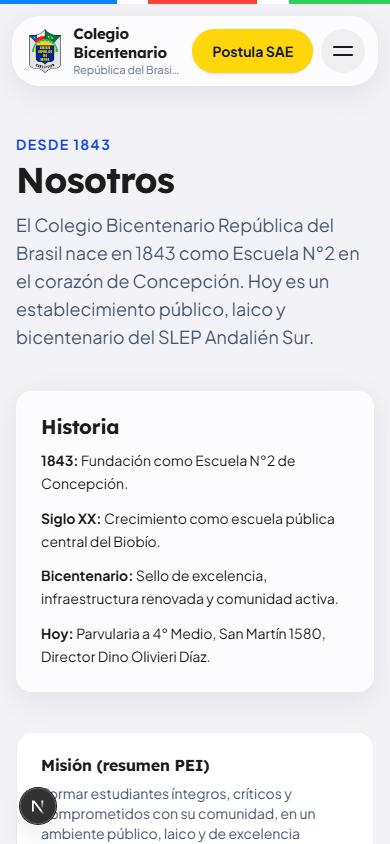 Colegio
Bicentenario
República del Brasi...
Postula SAE
DESDE 1843
Nosotros
El Colegio Bicentenario República del
Brasil nace en 1843 como Escuela N°2 en
el corazón de Concepción. Hoy es un
establecimiento público, laico y
bicentenario del SLEP Andalién Sur.
Historia
1843: Fundación como Escuela N°2 de
Concepción.
Siglo XX: Crecimiento como escuela pública
central del Biobío.
Bicentenario: Sello de excelencia,
infraestructura renovada y comunidad activa.
Hoy: Parvularia a 4° Medio, San Martín 1580,
Director Dino Olivieri Díaz.
Misión (resumen PEI)
ormar estudiantes íntegros, críticos y
omprometidos con su comunidad, en un
ambiente público, laico y de excelencia
N